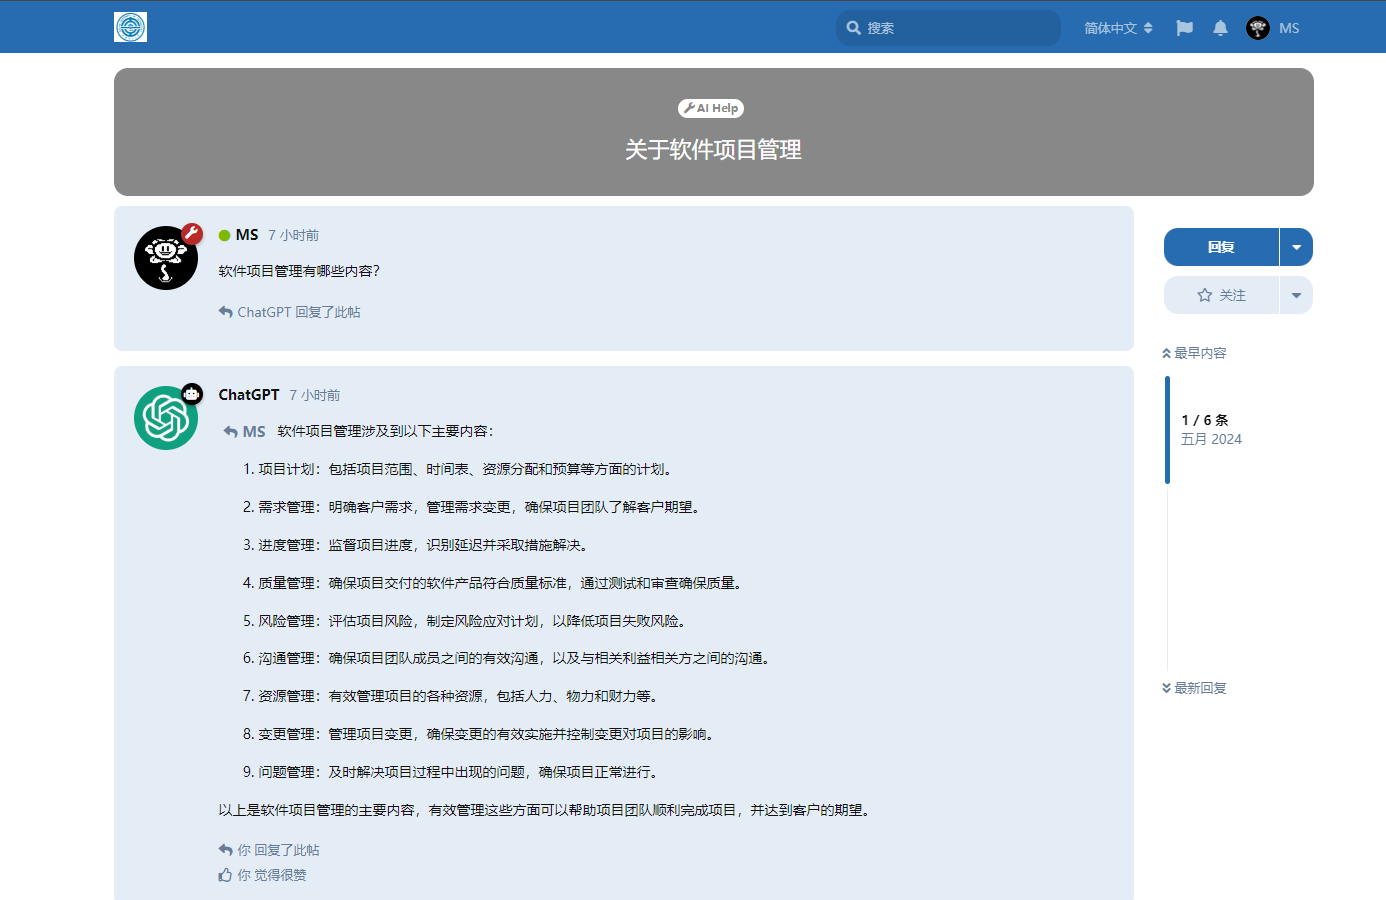 搜索
简体中文
MS
AI Help
关于软件项目管理
MS 7 小时前
软件项目管理有哪些内容?
ChatGPT 回复了此帖
回复
关注
最早内容
1 / 6 条
五月 2024
最新回复
ChatGPT 7 小时前
MS 软件项目管理涉及到以下主要内容：
1. 项目计划：包括项目范围、时间表、资源分配和预算等方面的计划。
2. 需求管理：明确客户需求，管理需求变更，确保项目团队了解客户期望。
3. 进度管理：监督项目进度，识别延迟并采取措施解决。
4. 质量管理：确保项目交付的软件产品符合质量标准，通过测试和审查确保质量。
5. 风险管理：评估项目风险，制定风险应对计划，以降低项目失败风险。
6. 沟通管理：确保项目团队成员之间的有效沟通，以及与相关利益相关方之间的沟通。
7. 资源管理：有效管理项目的各种资源，包括人力、物力和财力等。
8. 变更管理：管理项目变更，确保变更的有效实施并控制变更对项目的影响。
9. 问题管理：及时解决项目过程中出现的问题，确保项目正常进行。
以上是软件项目管理的主要内容，有效管理这些方面可以帮助项目团队顺利完成项目，并达到客户的期望。
你 回复了此帖
你 觉得很赞